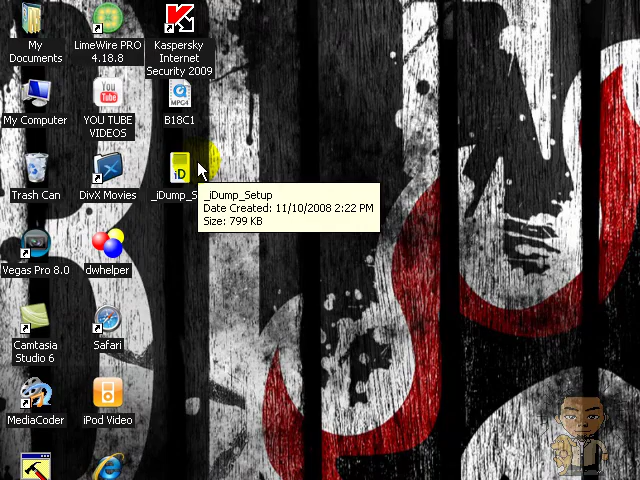 My
Documents
LimeWire PRO
4.18.8
Kaspersky
Internet
Security 2009
My Computer
You
Tube
YOU TUBE
VIDEOS
MPG4
B18C1
Trash Can
DivX Movies
iD
_iDump_S
_iDump_Setup
Date Created: 11/10/2008 2:22 PM
Size: 799 KB
Vegas Pro 8.0
dwhelper
Camtasia
Studio 6
Safari
MediaCoder
iPod Video